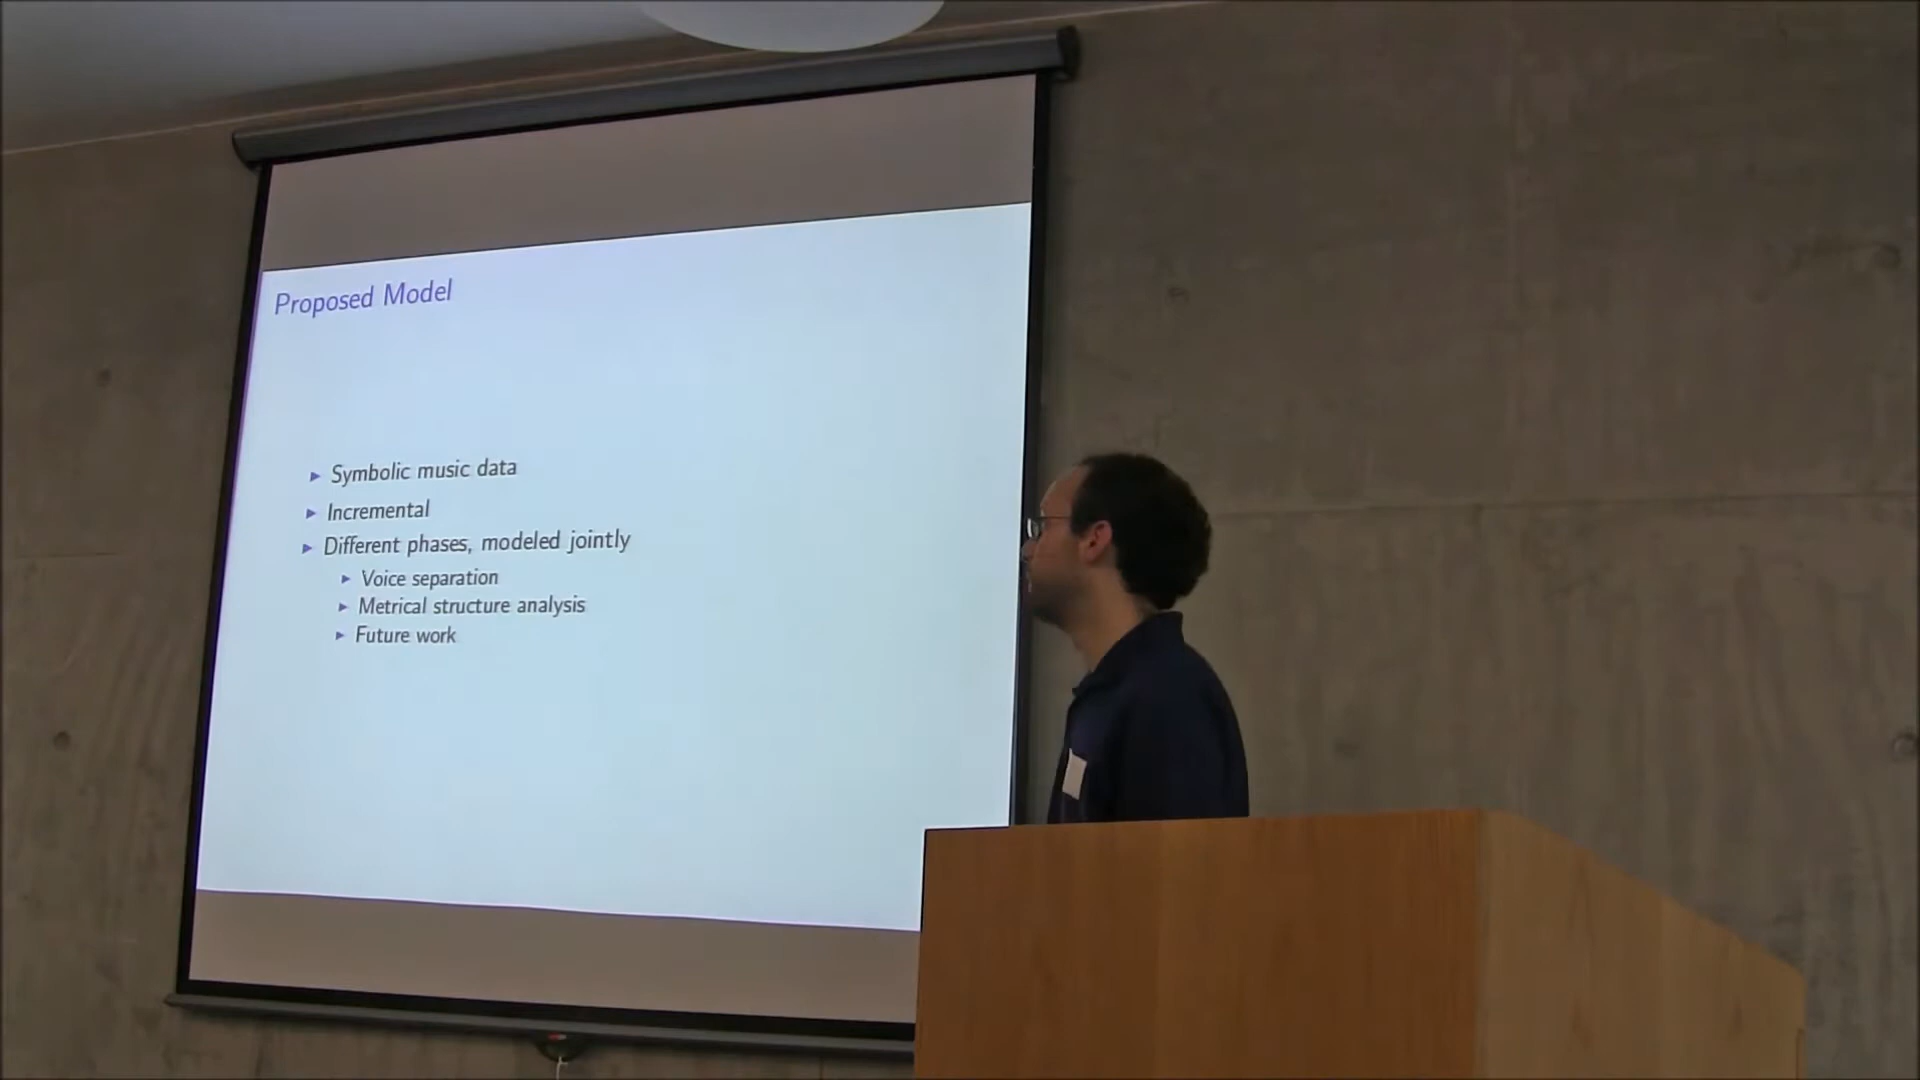 Proposed Model
Symbolic music data
Incremental
Different phases, modeled jointly
Voice separation
Metrical structure analysis
Future work